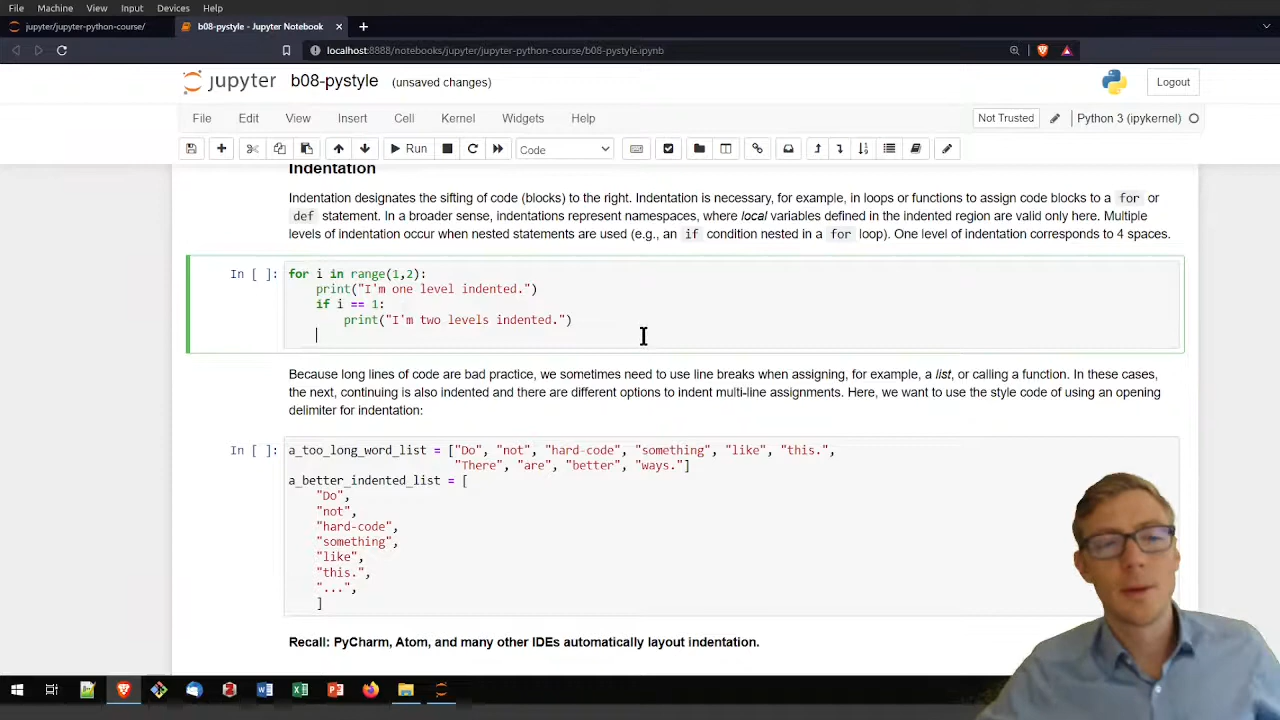 File Machine View Input Devices Help
jupyter/jupyter-python-course/ b08-pystyle - Jupyter Notebook
localhost:8888/notebooks/jupyter/jupyter-python-course/b08-pystyle.ipynb
jupyter b08-pystyle (unsaved changes) Logout
File Edit View Insert Cell Kernel Widgets Help Not Trusted Python 3 (ipykernel)
Run Code
Indentation
Indentation designates the sifting of code (blocks) to the right. Indentation is necessary, for example, in loops or functions to assign code blocks to a for or
def statement. In a broader sense, indentations represent namespaces, where local variables defined in the indented region are valid only here. Multiple
levels of indentation occur when nested statements are used (e.g., an if condition nested in a for loop). One level of indentation corresponds to 4 spaces.
In [ ]: for i in range(1,2):
print("I'm one level indented.")
if i == 1:
print("I'm two levels indented.")
Because long lines of code are bad practice, we sometimes need to use line breaks when assigning, for example, a list, or calling a function. In these cases,
the next, continuing is also indented and there are different options to indent multi-line assignments. Here, we want to use the style code of using an opening
delimiter for indentation:
In [ ]: a_too_long_word_list = ["Do", "not", "hard-code", "something", "like", "this.",
"There", "are", "better", "ways."]
a_better_indented_list = [
"Do",
"not",
"hard-code",
"something",
"like",
"this.",
"...",
]
Recall: PyCharm, Atom, and many other IDEs automatically layout indentation.